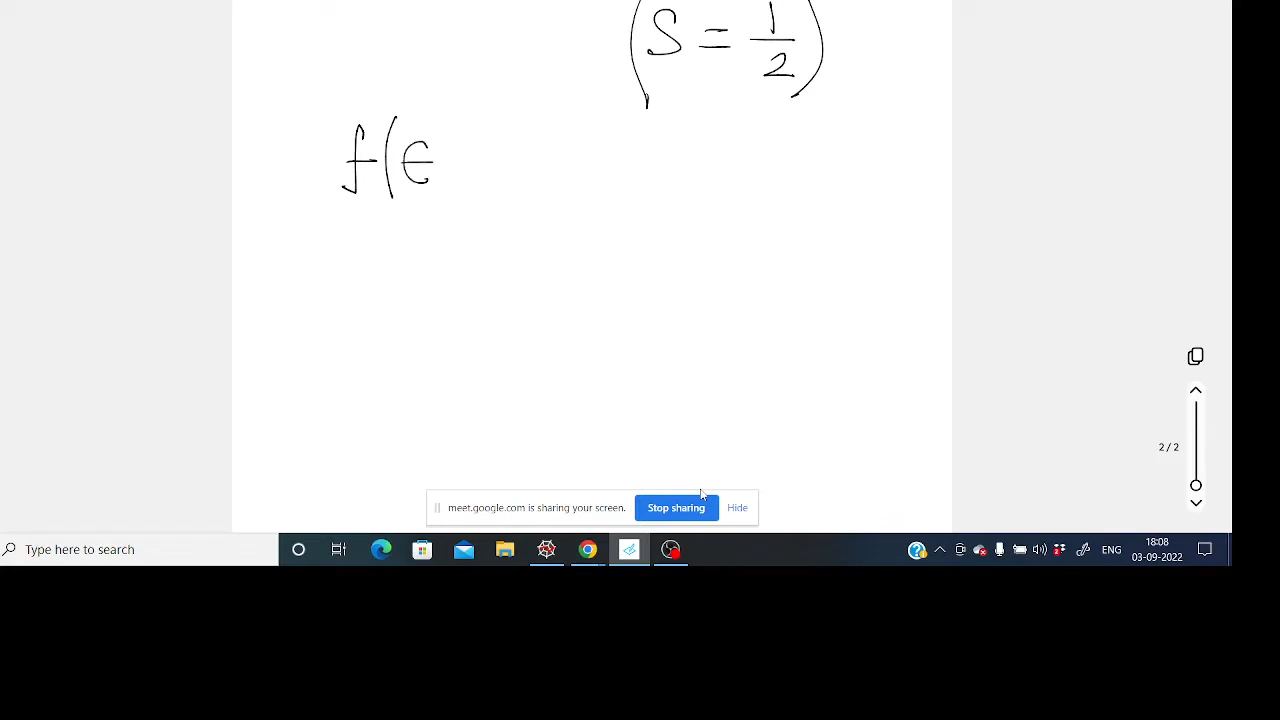 (S = 1/2)
f(ϵ
2 / 2
meet.google.com is sharing your screen.
Stop sharing
Hide
Type here to search
ENG
18:08
03-09-2022